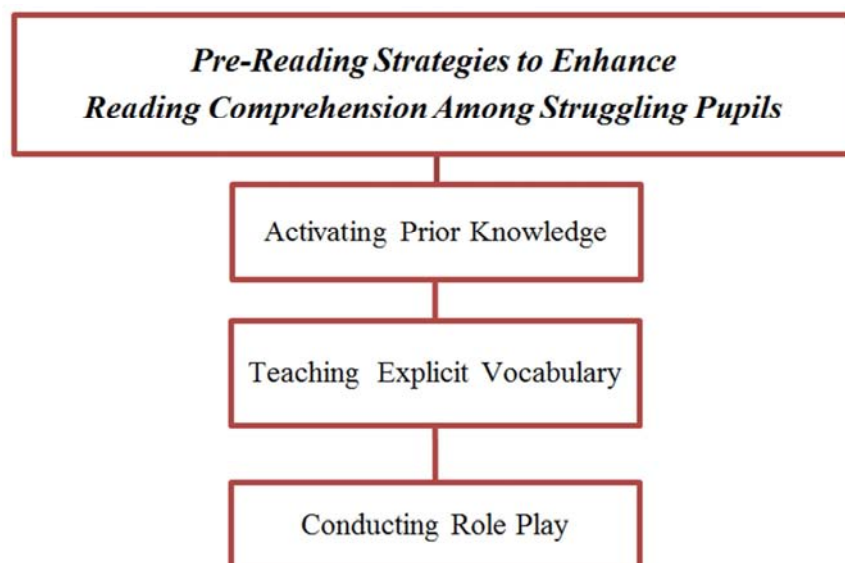 Pre-Reading Strategies to Enhance
Reading Comprehension Among Struggling Pupils
Activating Prior Knowledge
Teaching Explicit Vocabulary
Conducting Role Play